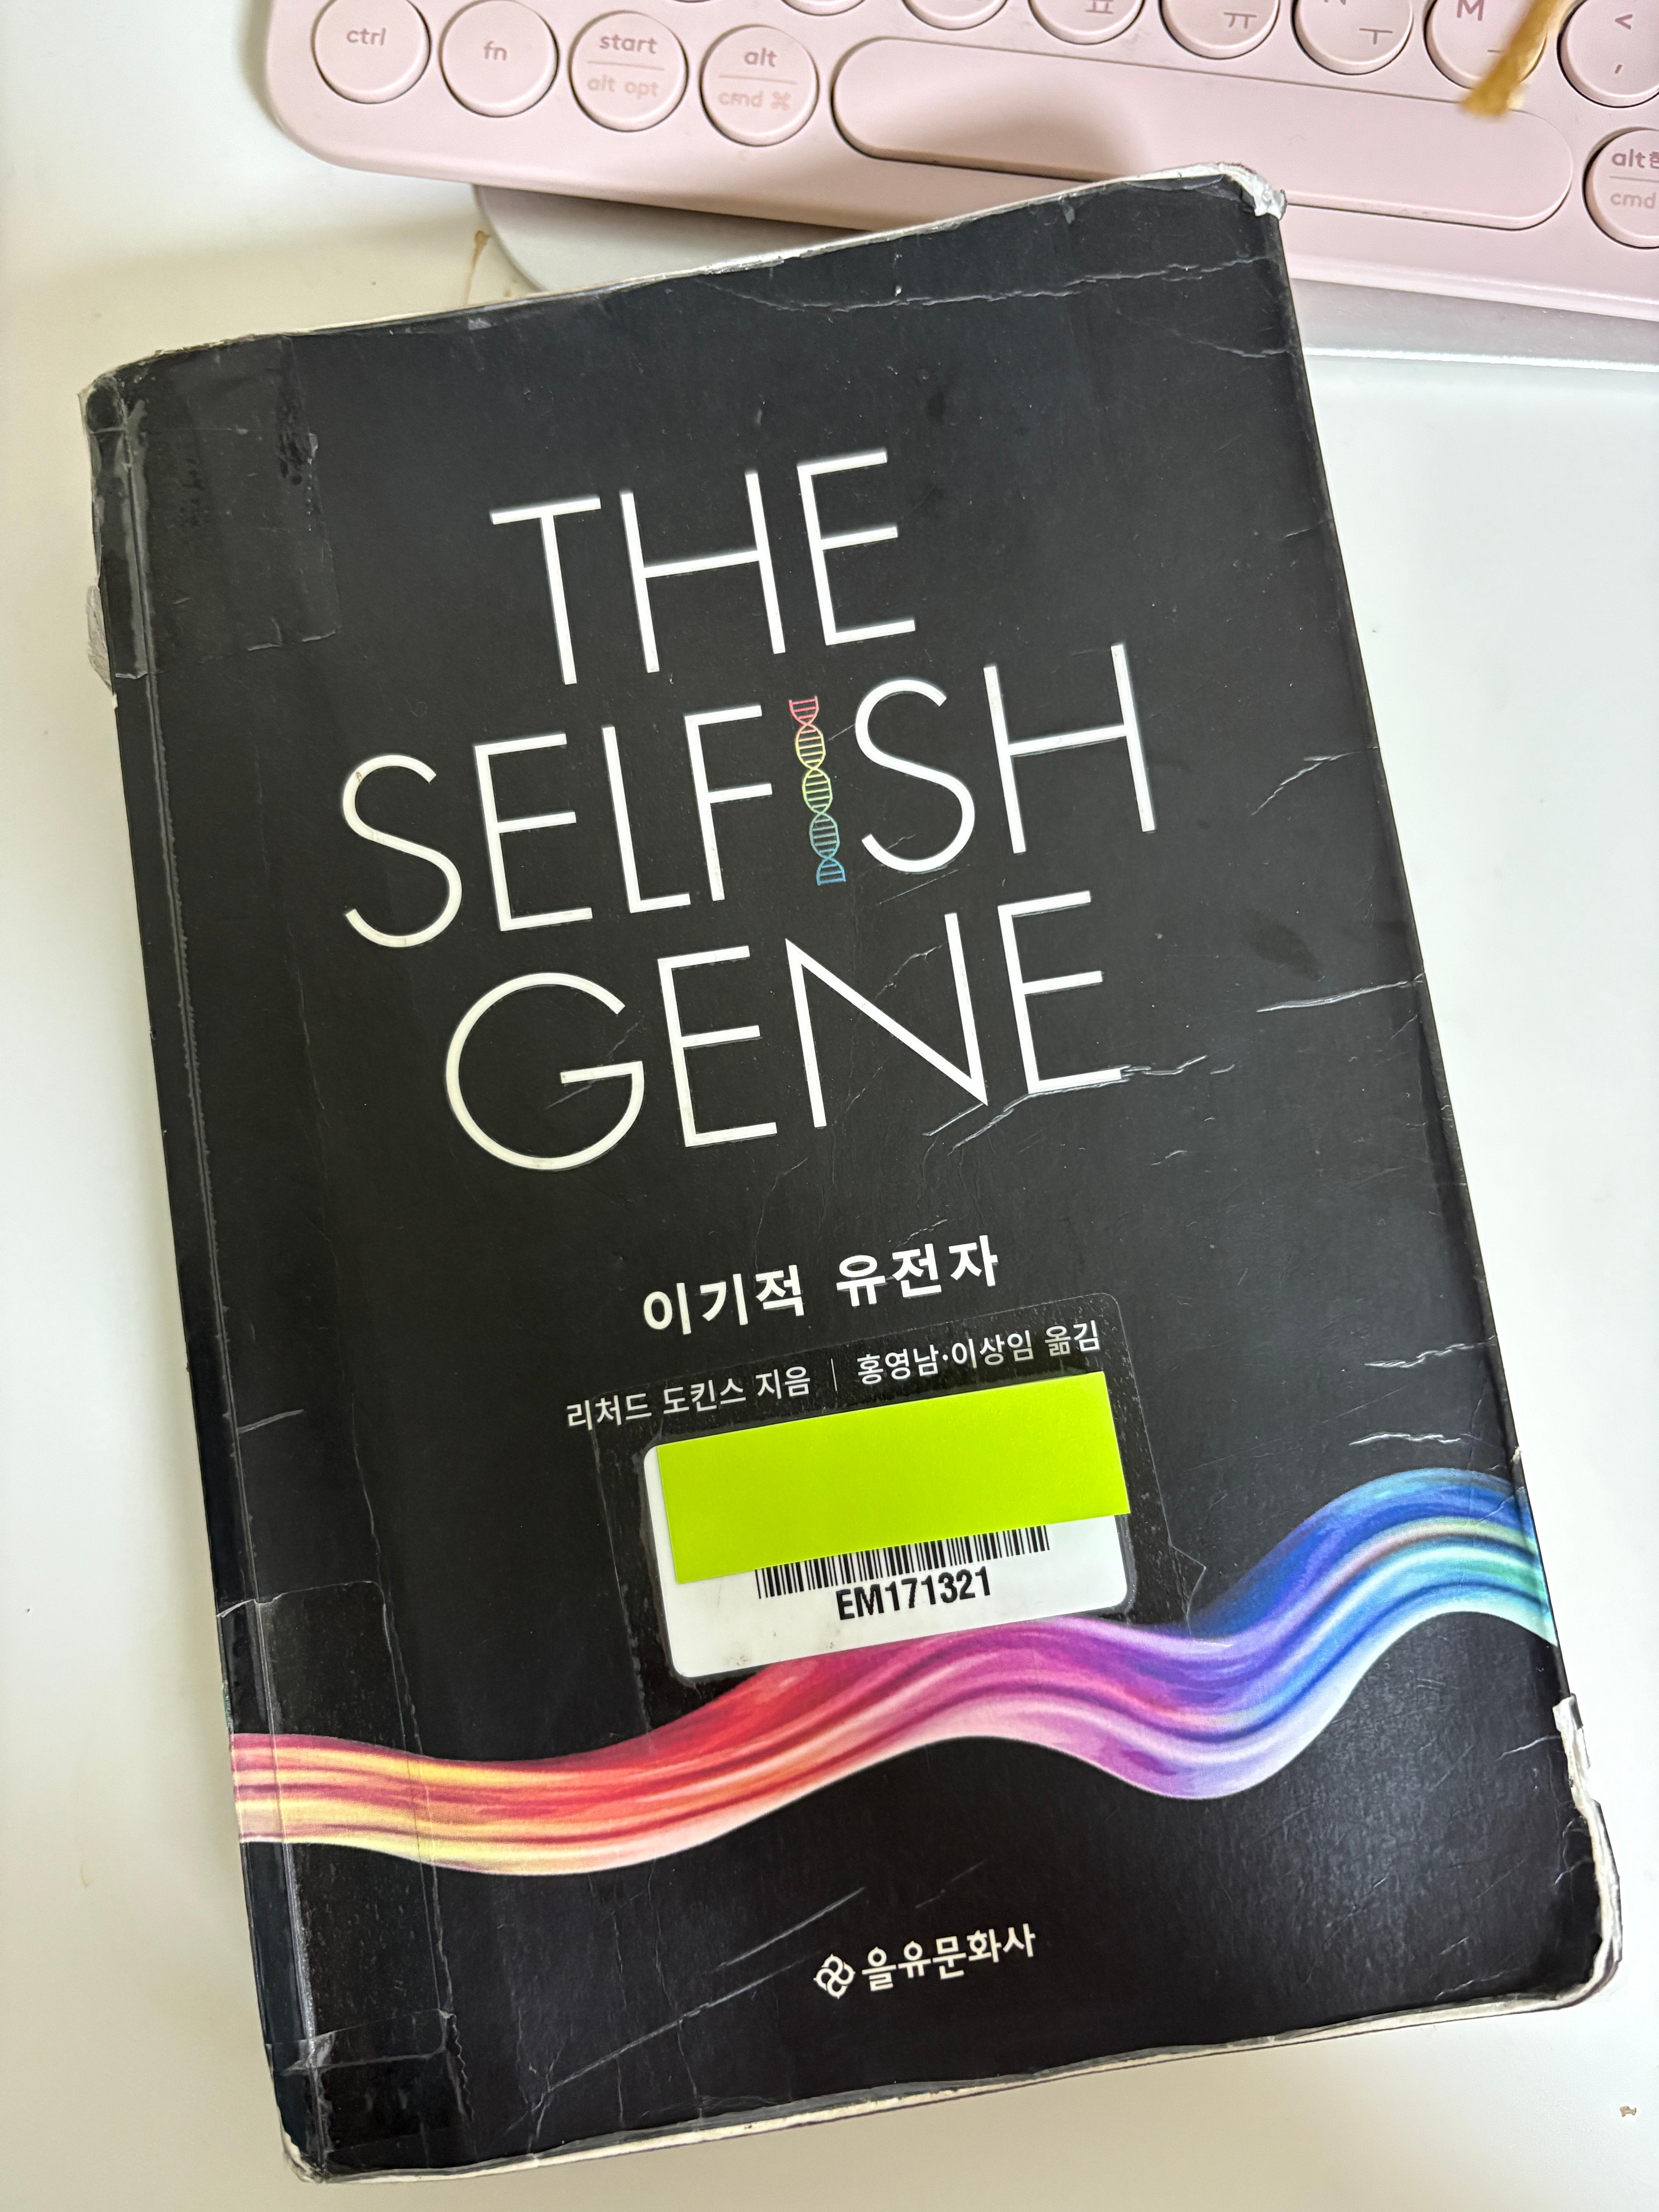 ctrl
fn
start
alt opt
alt
cmd ⌘
ㅍ
ㅠ
ㅜ
M
ㅡ
<
,
alt
cmd
THE
SELFISH
GENE
이기적 유전자
리처드 도킨스 지음 | 홍영남·이상임 옮김
EM171321
을유문화사